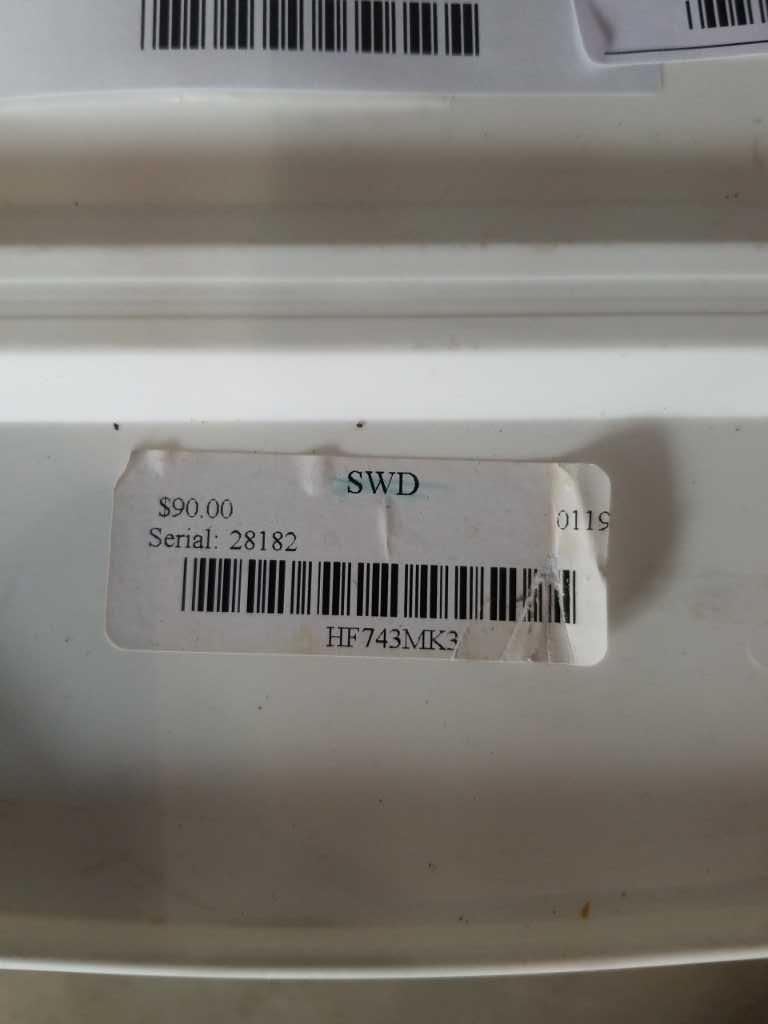 SWD
$90.00
0119
Serial: 28182
HF743MK3